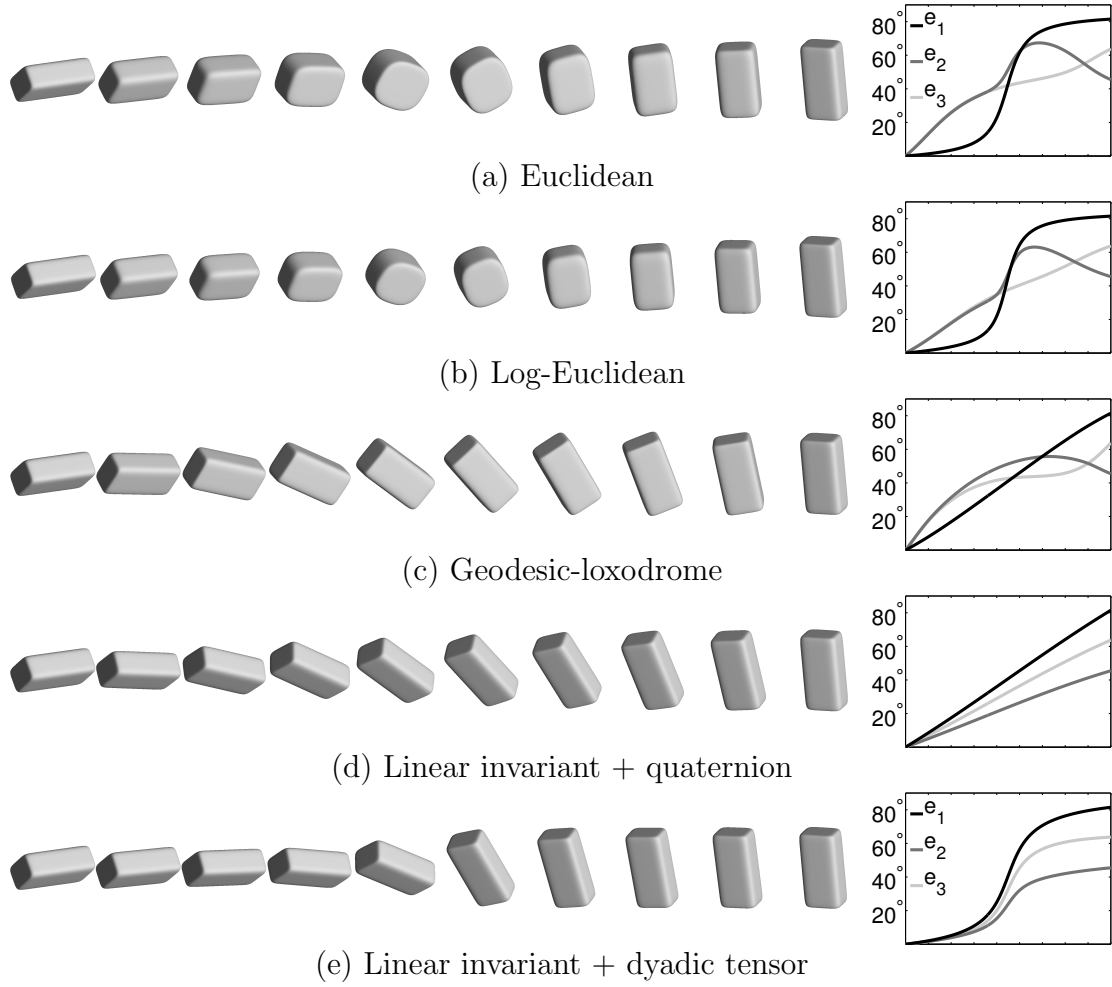 80°
60°
40°
20°
e1
e2
e3
(a) Euclidean
80°
60°
40°
20°
(b) Log-Euclidean
80°
60°
40°
20°
(c) Geodesic-loxodrome
80°
60°
40°
20°
(d) Linear invariant + quaternion
80°
60°
40°
20°
e1
e2
e3
(e) Linear invariant + dyadic tensor